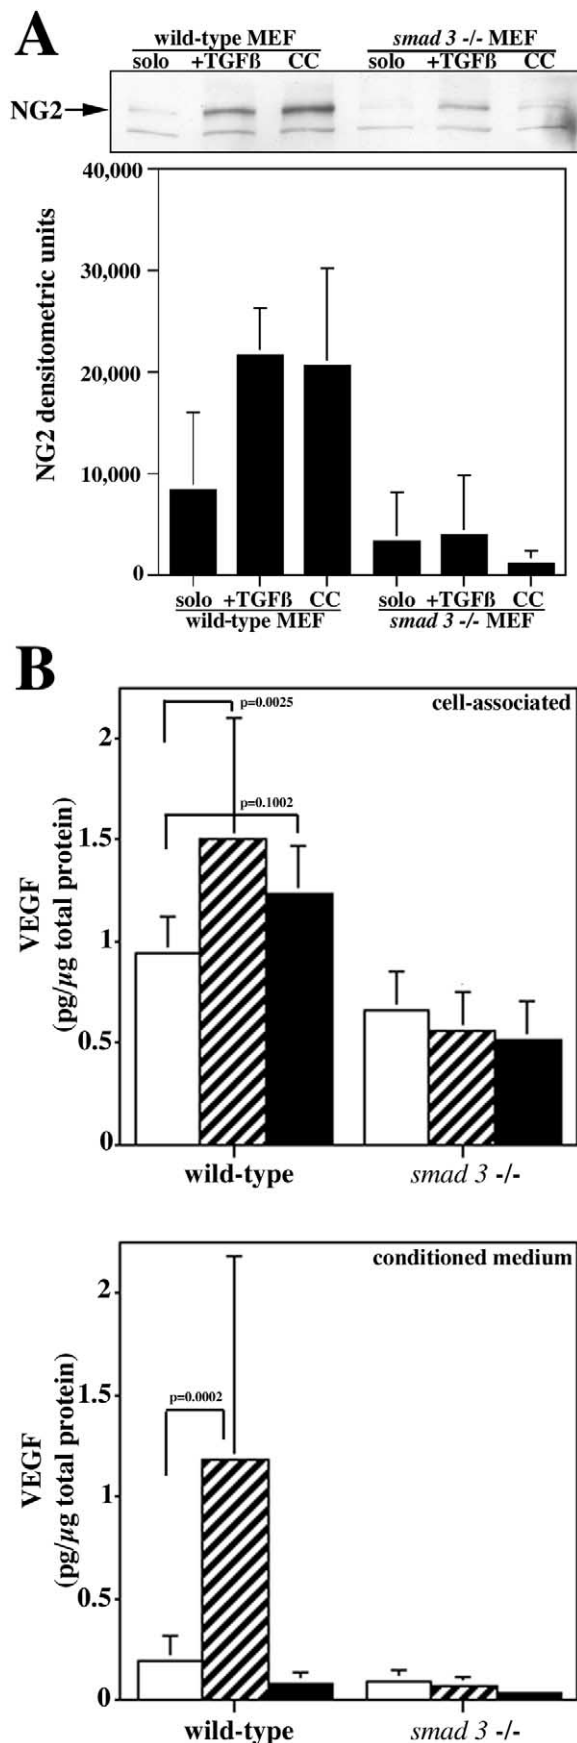 A
wild-type MEF smad 3 -/- MEF
solo +TGFß CC solo +TGFß CC
NG2
40,000
30,000
20,000
10,000
0
NG2 densitometric units
solo +TGFß CC solo +TGFß CC
wild-type MEF smad 3 -/- MEF
B
cell-associated
p=0.0025
p=0.1002
2
1.5
1
0.5
0
VEGF
(pg/µg total protein)
wild-type smad 3 -/-
conditioned medium
p=0.0002
2
1.5
1
0.5
0
VEGF
(pg/µg total protein)
wild-type smad 3 -/-